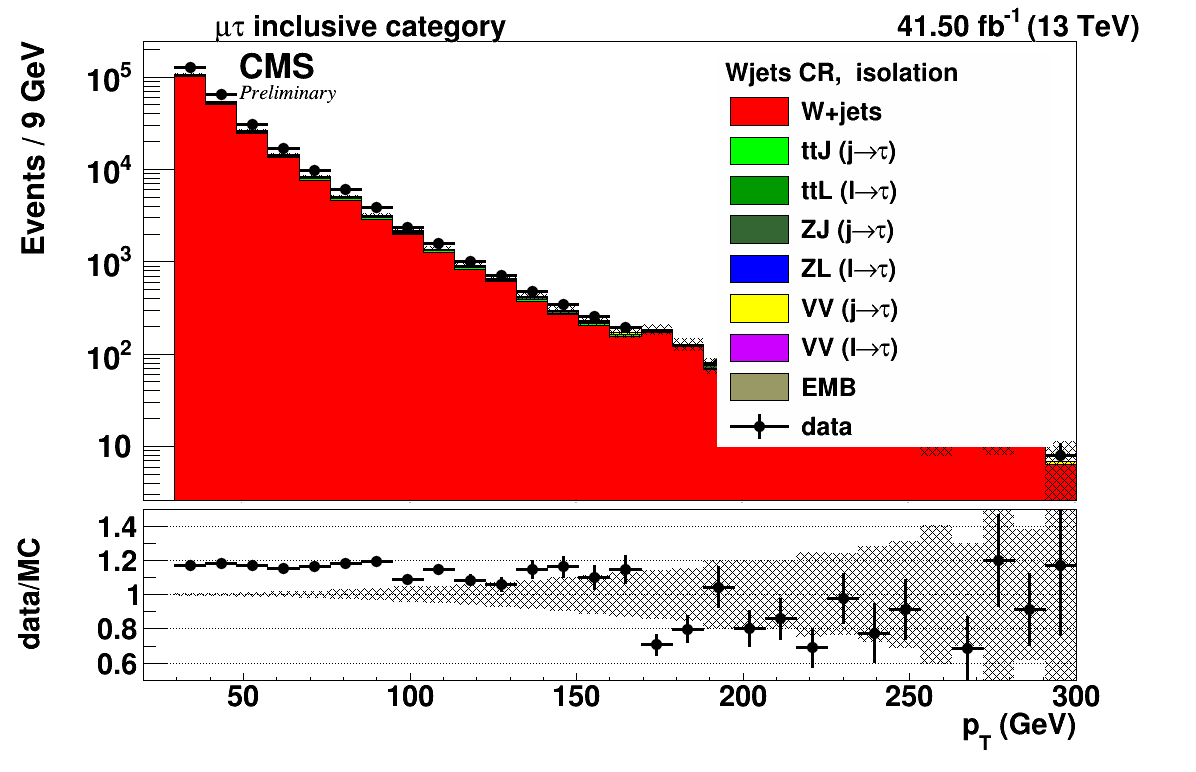 μτ inclusive category
41.50 fb⁻¹ (13 TeV)
CMS
Preliminary
Events / 9 GeV
10⁵
10⁴
10³
10²
10
Wjets CR, isolation
W+jets
ttJ (j→τ)
ttL (l→τ)
ZJ (j→τ)
ZL (l→τ)
VV (j→τ)
VV (l→τ)
EMB
data
data/MC
1.4
1.2
1
0.8
0.6
50 100 150 200 250 300
p_T (GeV)